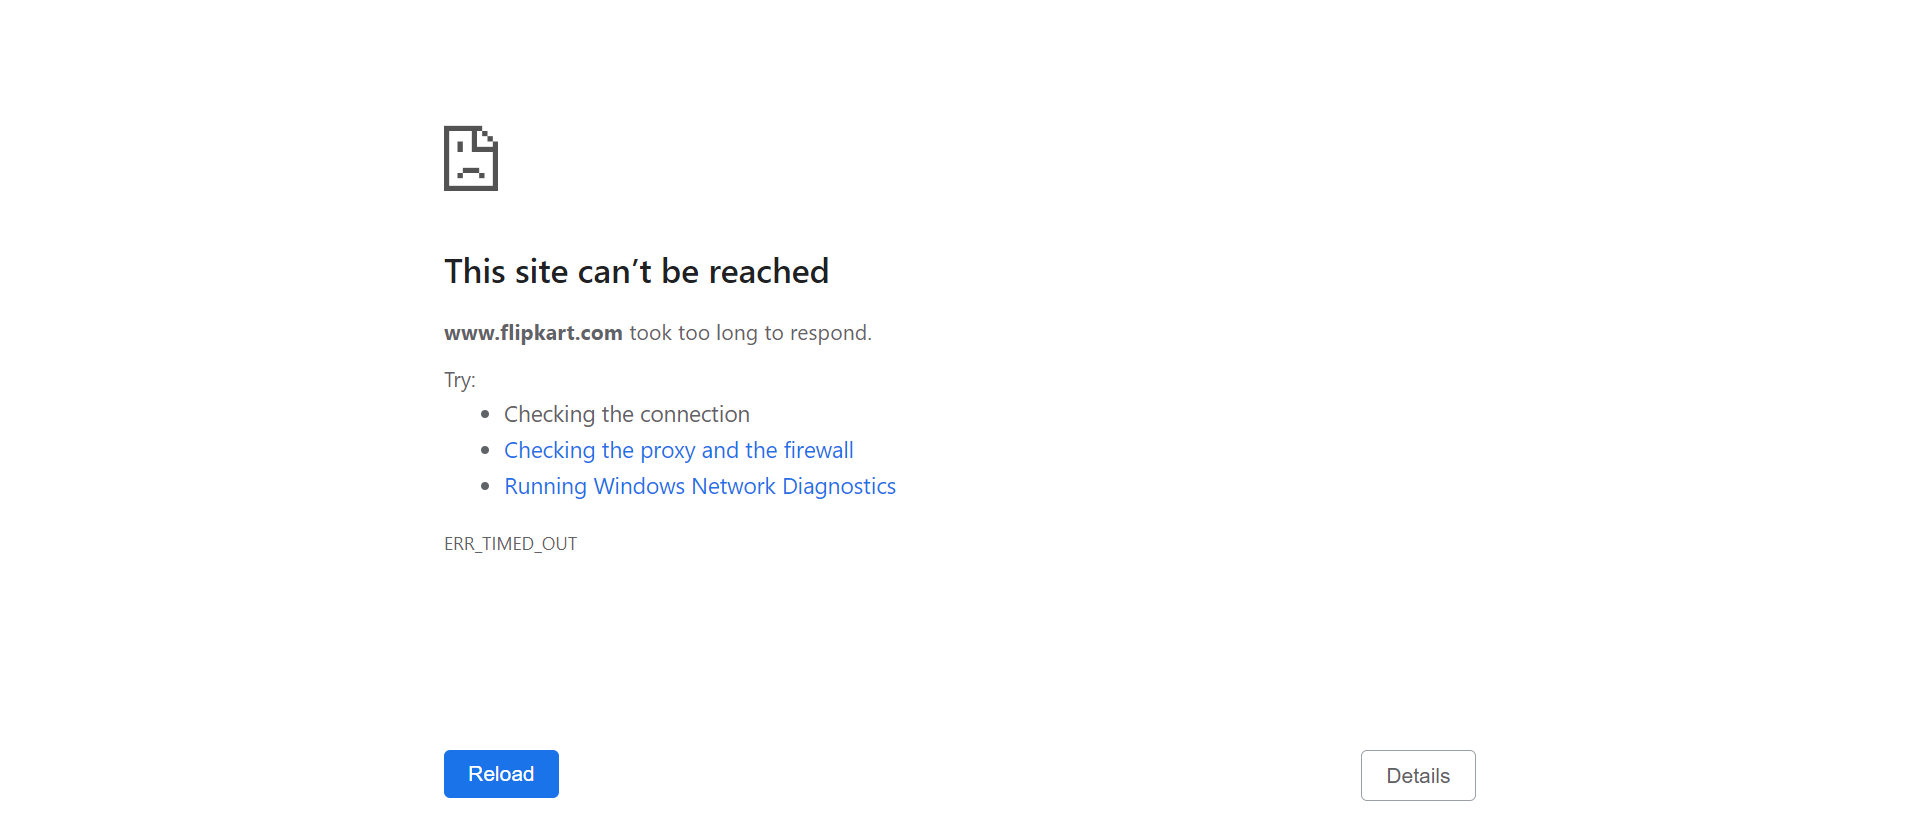 This site can’t be reached
www.flipkart.com took too long to respond.
Try:
Checking the connection
Checking the proxy and the firewall
Running Windows Network Diagnostics
ERR_TIMED_OUT
Reload
Details